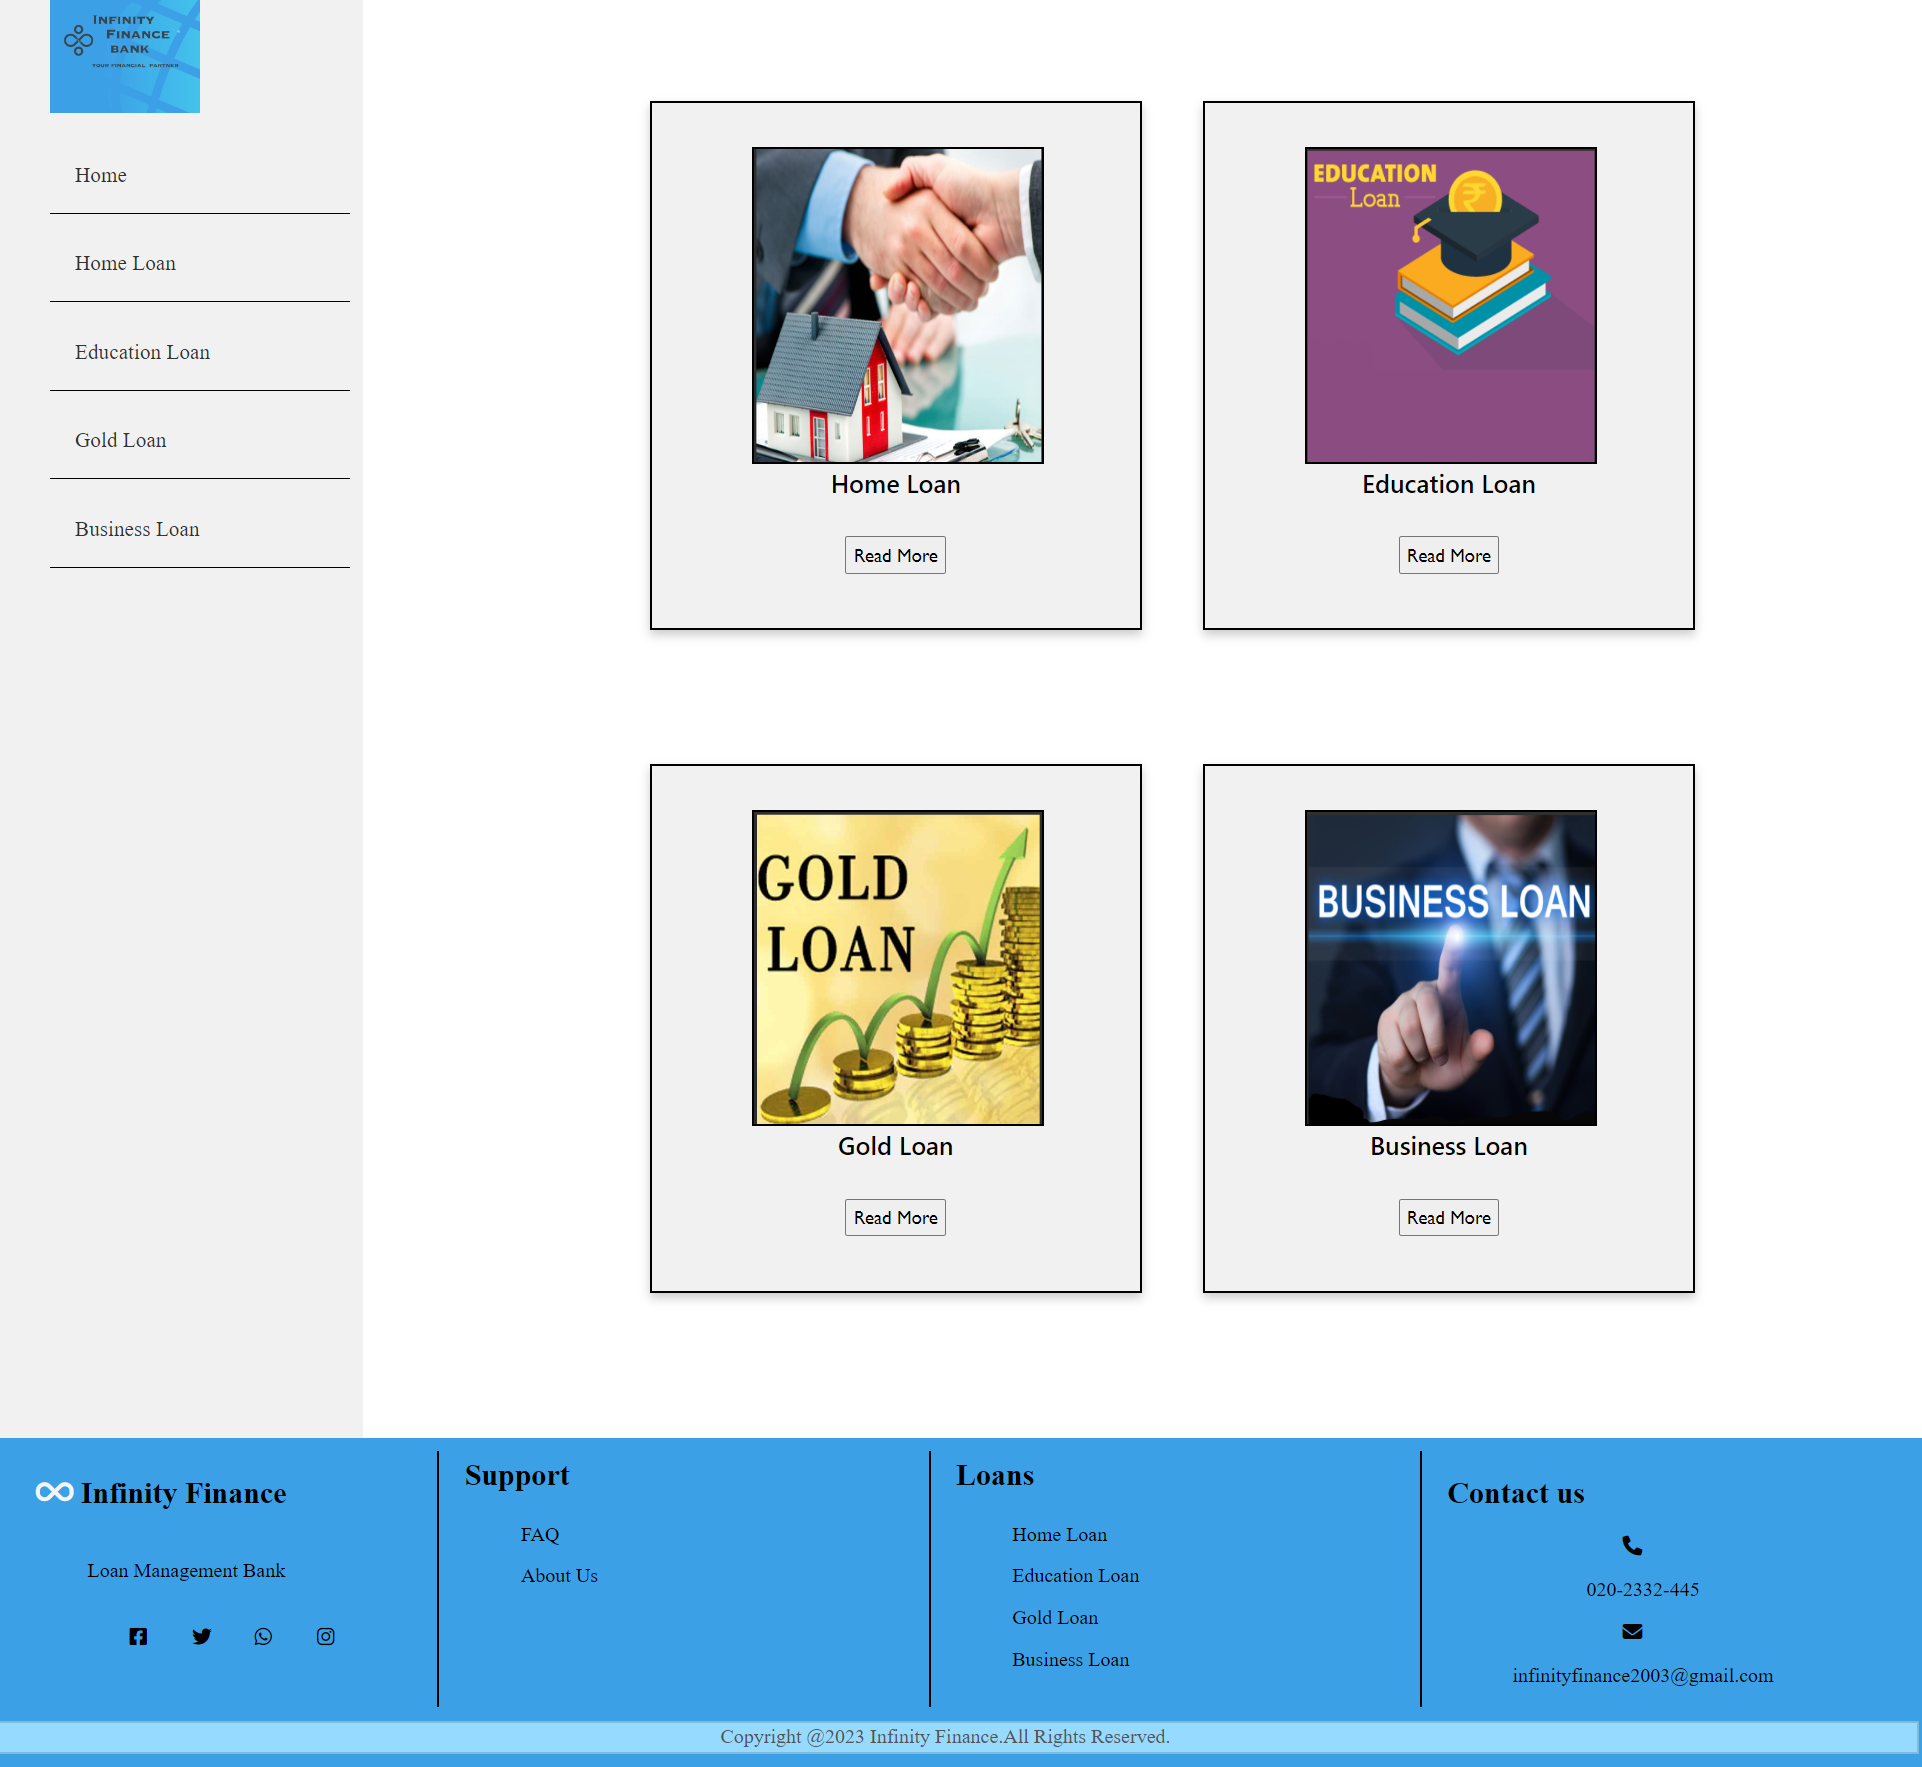 INFINITY
FINANCE
BANK
YOUR FINANCIAL PARTNER
Home
Home Loan
Education Loan
Gold Loan
Business Loan
Home Loan
Read More
EDUCATION
Loan
Education Loan
Read More
GOLD
LOAN
Gold Loan
Read More
BUSINESS LOAN
Business Loan
Read More
Infinity Finance
Loan Management Bank
Support
FAQ
About Us
Loans
Home Loan
Education Loan
Gold Loan
Business Loan
Contact us
020-2332-445
infinityfinance2003@gmail.com
Copyright @2023 Infinity Finance.All Rights Reserved.